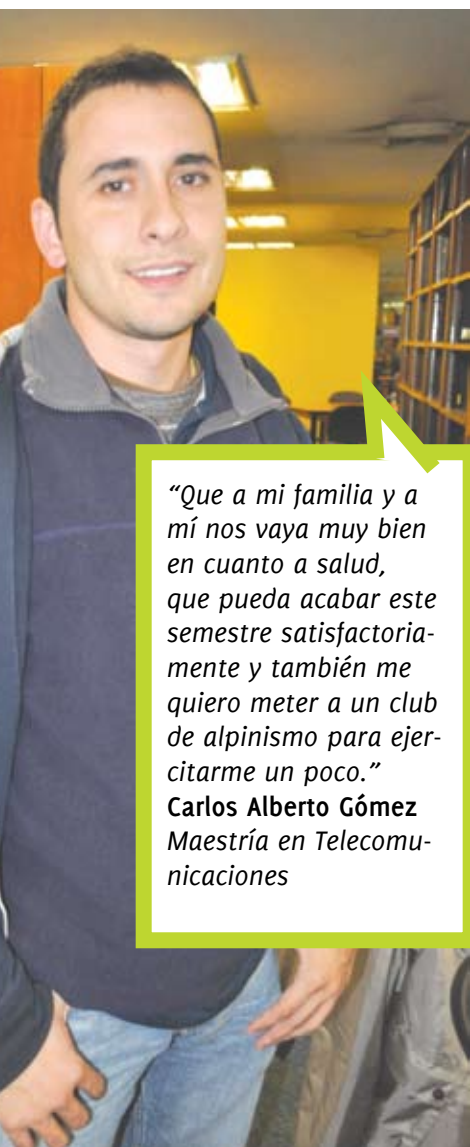 “Que a mi familia y a
mí nos vaya muy bien
en cuanto a salud,
que pueda acabar este
semestre satisfactoria-
mente y también me
quiero meter a un club
de alpinismo para ejer-
citarme un poco.”
Carlos Alberto Gómez
Maestría en Telecomu-
nicaciones